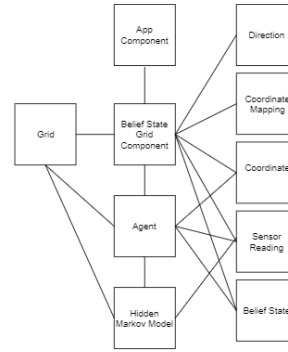 App
Component
Direction
Coordinate
Mapping
Grid
Belief State
Grid
Component
Coordinate
Agent
Sensor
Reading
Hidden
Markov Model
Belief State